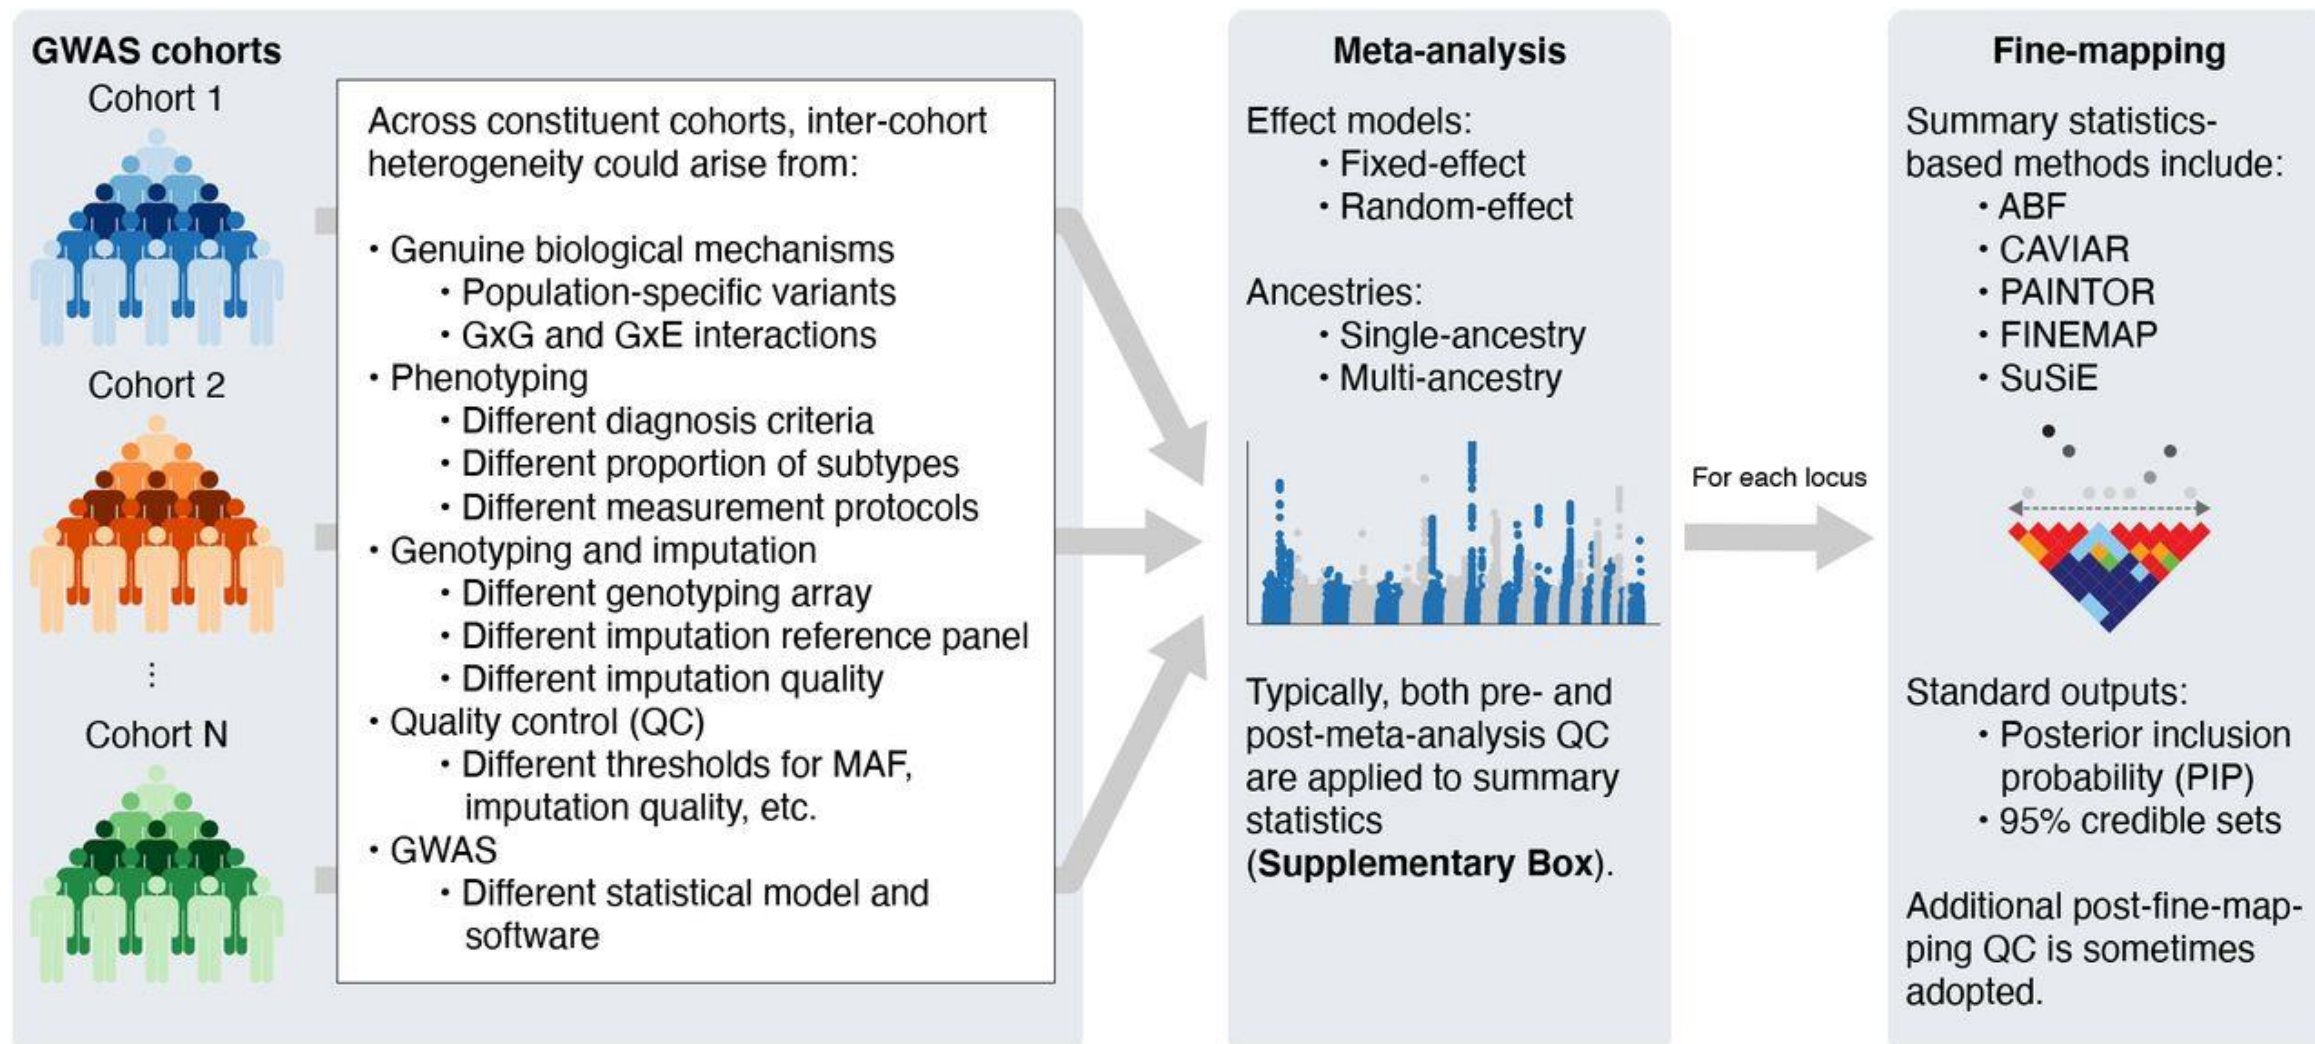 GWAS cohorts
Cohort 1
Cohort 2
⋮
Cohort N
Across constituent cohorts, inter-cohort
heterogeneity could arise from:
• Genuine biological mechanisms
• Population-specific variants
• GxG and GxE interactions
• Phenotyping
• Different diagnosis criteria
• Different proportion of subtypes
• Different measurement protocols
• Genotyping and imputation
• Different genotyping array
• Different imputation reference panel
• Different imputation quality
• Quality control (QC)
• Different thresholds for MAF,
imputation quality, etc.
• GWAS
• Different statistical model and
software
Meta-analysis
Effect models:
• Fixed-effect
• Random-effect
Ancestries:
• Single-ancestry
• Multi-ancestry
Typically, both pre- and
post-meta-analysis QC
are applied to summary
statistics
(Supplementary Box).
For each locus
Fine-mapping
Summary statistics-
based methods include:
• ABF
• CAVIAR
• PAINTOR
• FINEMAP
• SuSiE
Standard outputs:
• Posterior inclusion
probability (PIP)
• 95% credible sets
Additional post-fine-map-
ping QC is sometimes
adopted.